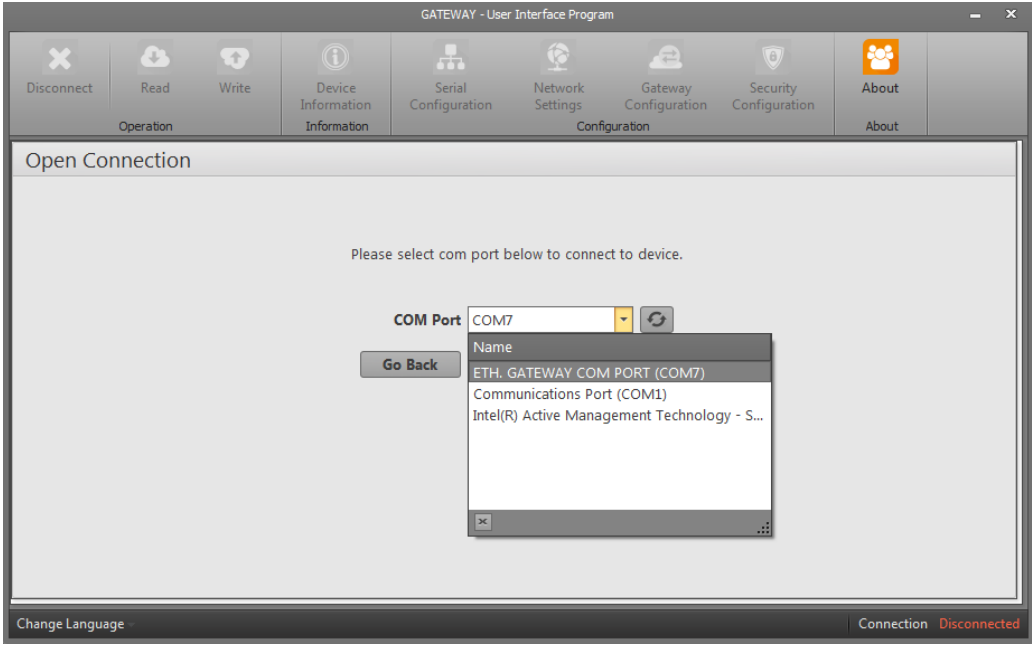 GATEWAY - User Interface Program
Disconnect
Read
Write
Device
Information
Serial
Configuration
Network
Settings
Gateway
Configuration
Security
Configuration
About
Operation
Information
Configuration
About
Open Connection
Please select com port below to connect to device.
COM Port
COM7
Go Back
Name
ETH. GATEWAY COM PORT (COM7)
Communications Port (COM1)
Intel(R) Active Management Technology - S...
Change Language
Connection Disconnected